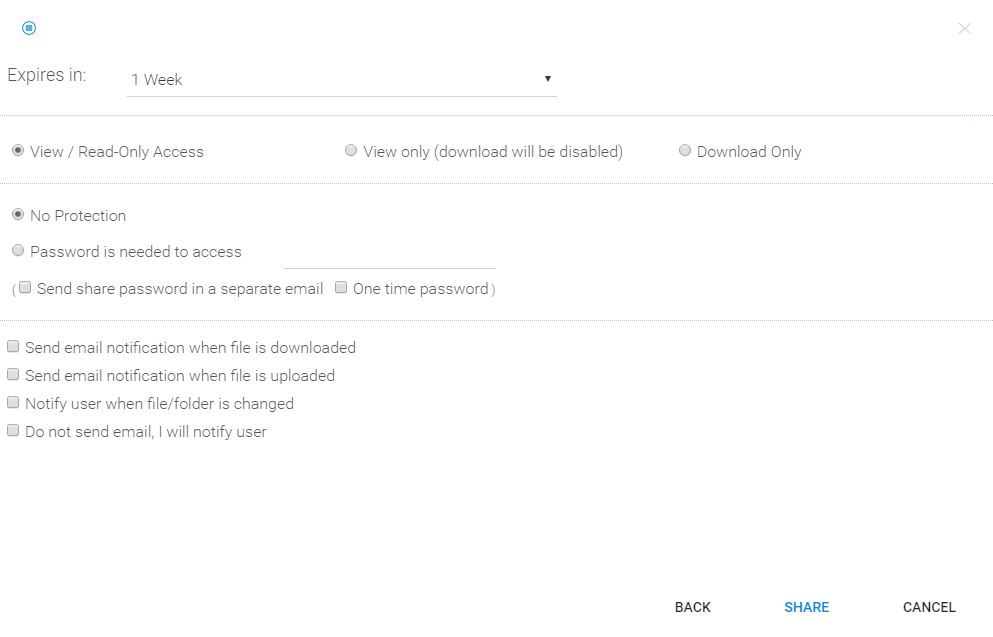 Expires in: 1 Week
View / Read-Only Access View only (download will be disabled) Download Only
No Protection
Password is needed to access
( Send share password in a separate email One time password )
Send email notification when file is downloaded
Send email notification when file is uploaded
Notify user when file/folder is changed
Do not send email, I will notify user
BACK SHARE CANCEL